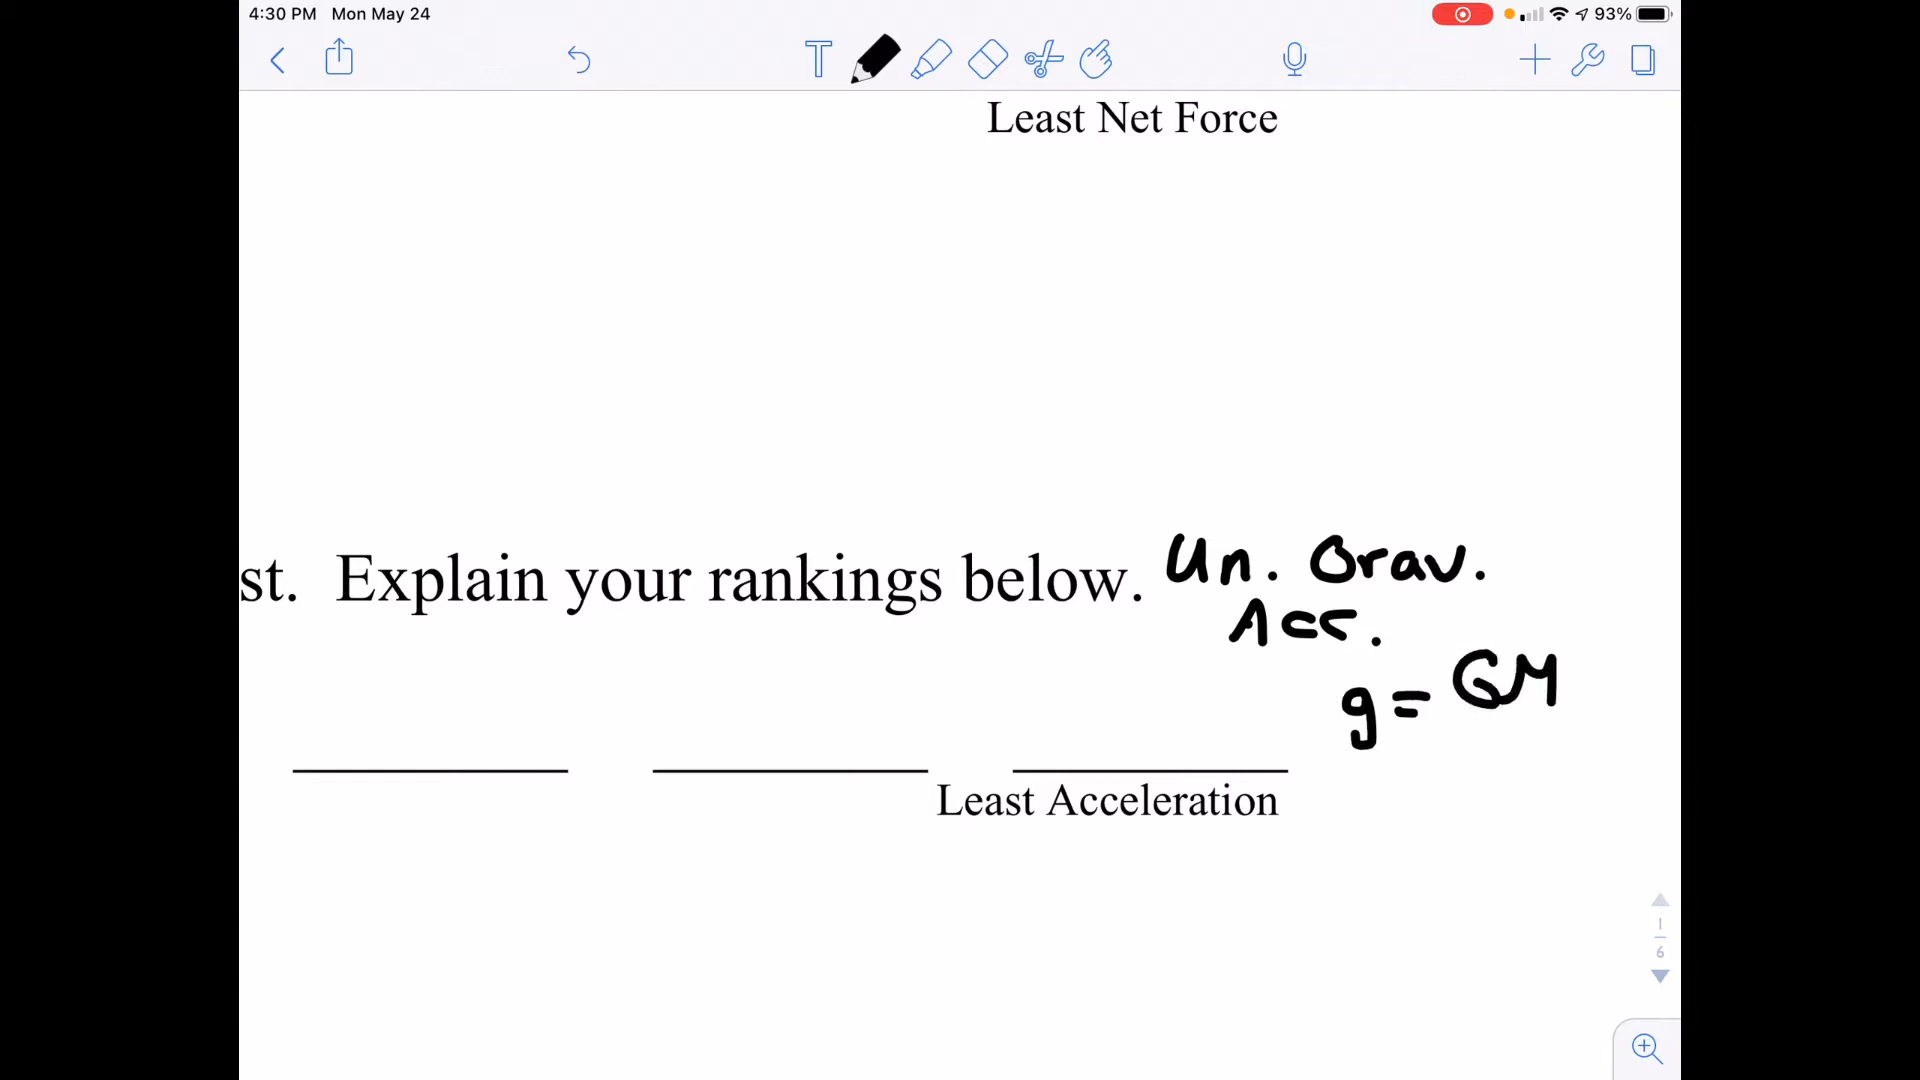 4:30 PM Mon May 24
93%
Least Net Force
st. Explain your rankings below.
Un. Grav.
Acc.
g = GM
Least Acceleration
1
6